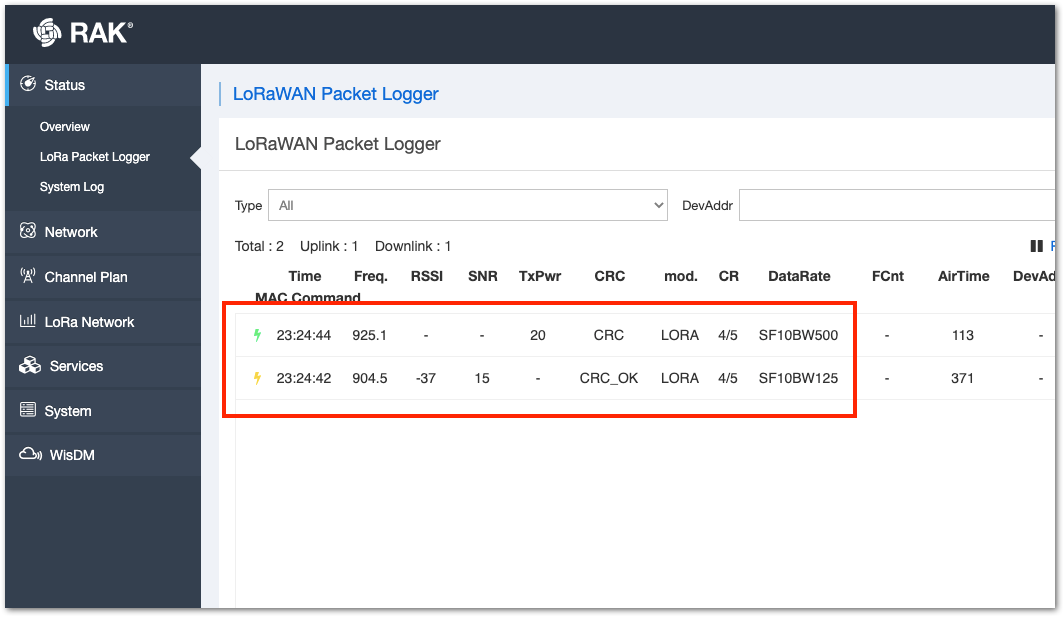 RAK®
Status
Overview
LoRa Packet Logger
System Log
Network
Channel Plan
LoRa Network
Services
System
WisDM
LoRaWAN Packet Logger
LoRaWAN Packet Logger
Type All DevAddr
Total : 2 Uplink : 1 Downlink : 1
Time Freq. RSSI SNR TxPwr CRC mod. CR DataRate FCnt AirTime DevAd
MAC Command
23:24:44 925.1 - - 20 CRC LORA 4/5 SF10BW500 - 113 -
23:24:42 904.5 -37 15 - CRC_OK LORA 4/5 SF10BW125 - 371 -